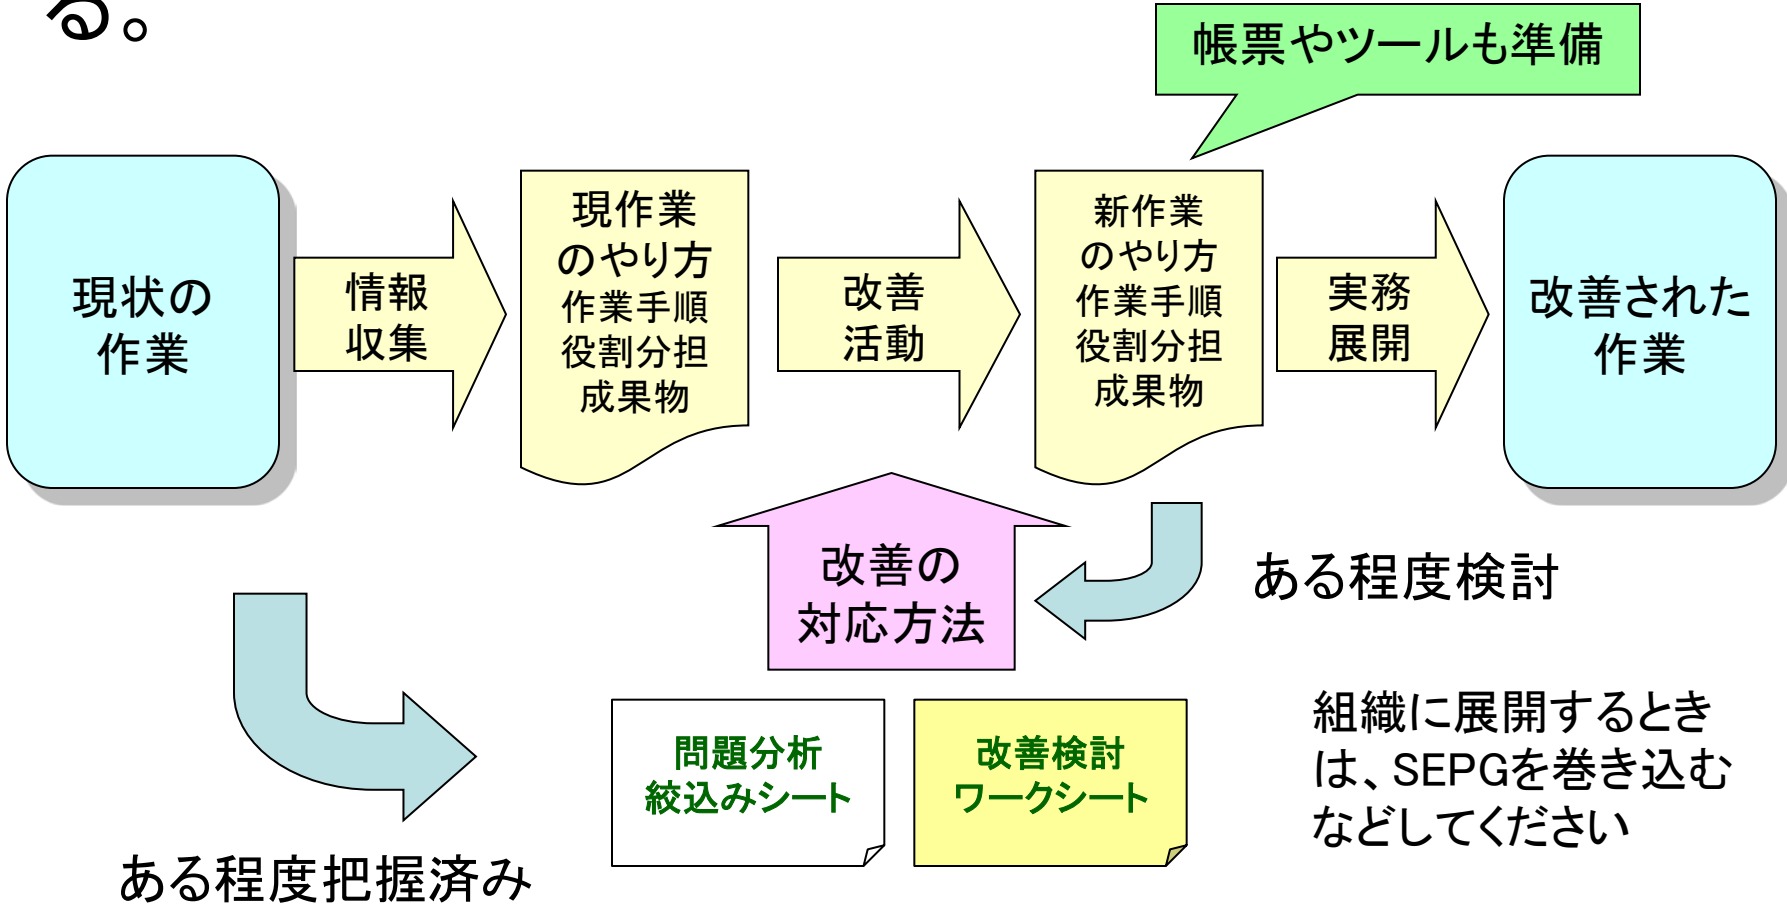 る。
帳票やツールも準備
現状の
作業
情報
収集
現作業
のやり方
作業手順
役割分担
成果物
改善
活動
新作業
のやり方
作業手順
役割分担
成果物
実務
展開
改善された
作業
改善の
対応方法
ある程度検討
問題分析
絞込みシート
改善検討
ワークシート
組織に展開するとき
は、SEPGを巻き込む
などしてください
ある程度把握済み